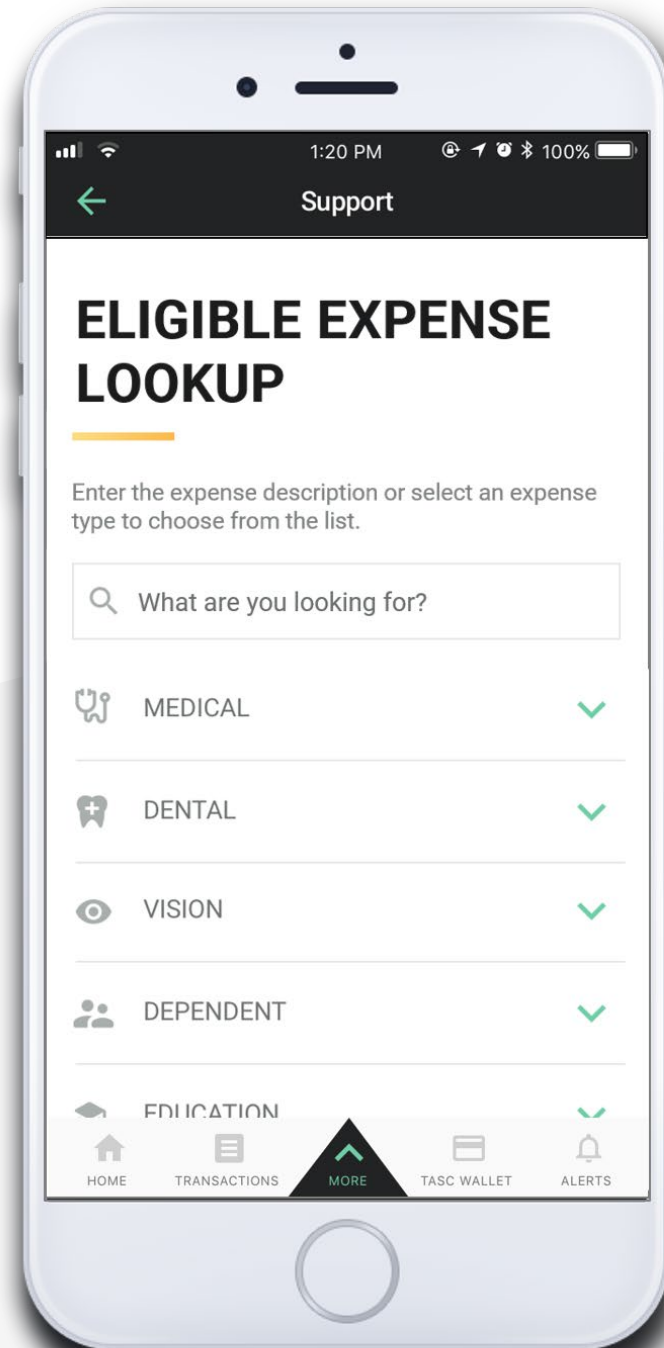 1:20 PM 100%
Support
ELIGIBLE EXPENSE
LOOKUP
Enter the expense description or select an expense
type to choose from the list.
What are you looking for?
MEDICAL
DENTAL
VISION
DEPENDENT
EDUCATION
HOME TRANSACTIONS MORE TASC WALLET ALERTS